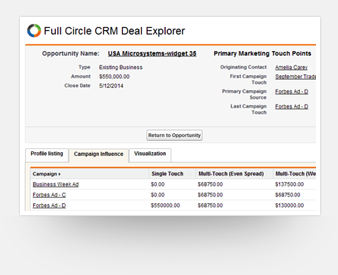 Full Circle CRM Deal Explorer
Opportunity Name: USA Microsystems-widget 35 Primary Marketing Touch Points
Type Existing Business Originating Contact Amelia Carey
Amount $550,000.00 First Campaign Touch September Trade
Close Date 5/12/2014 Primary Campaign Source Forbes Ad - D
Last Campaign Touch Forbes Ad - D
Return to Opportunity
Profile listing Campaign Influence Visualization
Campaign Single Touch Multi-Touch (Even Spread) Multi-Touch (We
Business Week Ad $0.00 $68750.00 $137500.00
Forbes Ad - C $0.00 $68750.00 $68750.00
Forbes Ad - D $550000.00 $68750.00 $130000.00